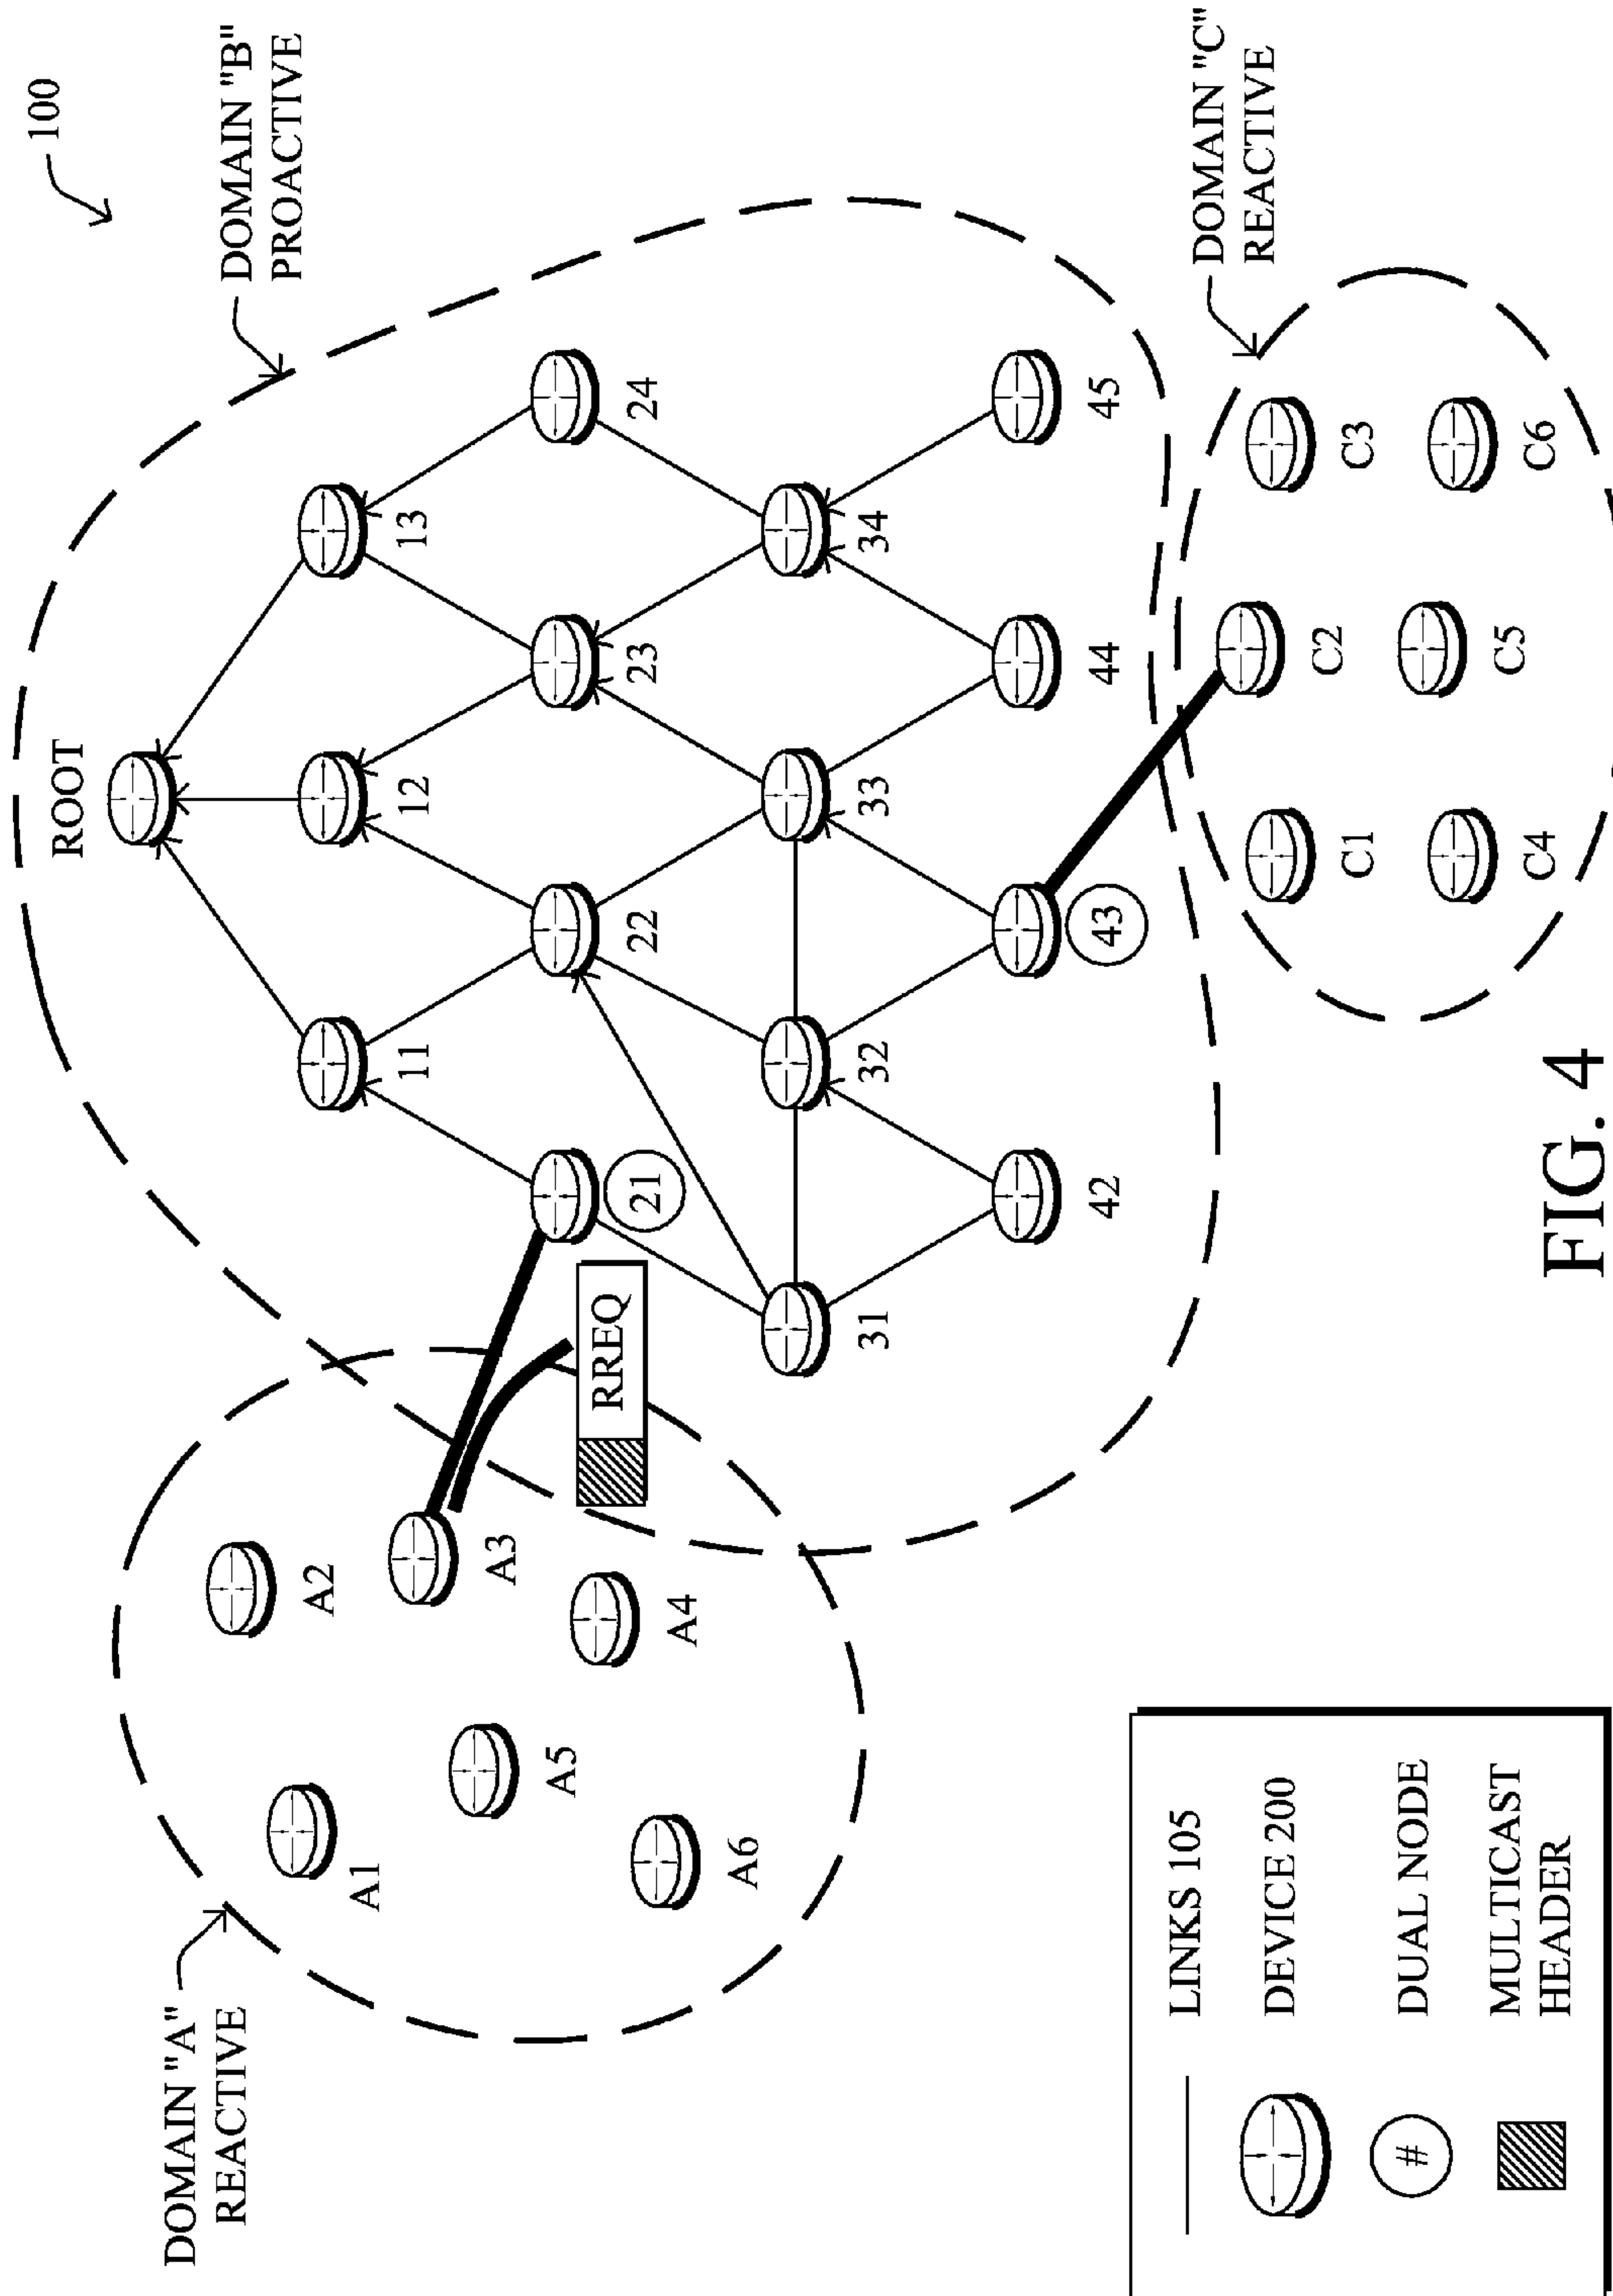 100
DOMAIN "A"
REACTIVE
DOMAIN "B"
PROACTIVE
ROOT
11
12
13
21
22
23
24
31
32
33
34
42
43
44
45
A1
A2
A3
A4
A5
A6
RREQ
DOMAIN "C"
REACTIVE
C1
C2
C3
C4
C5
C6
LINKS 105
DEVICE 200
# DUAL NODE
MULTICAST
HEADER
FIG. 4